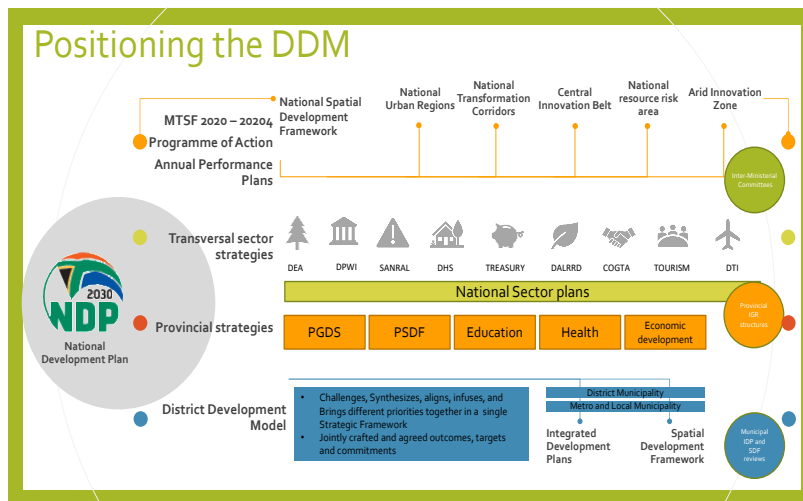 Positioning the DDM
MTSF 2020 – 20204
Programme of Action
Annual Performance
Plans
National Spatial
Development
Framework
National
Urban Regions
National
Transformation
Corridors
Central
Innovation Belt
National
resource risk
area
Arid Innovation
Zone
Inter-Ministerial
Committees
Transversal sector
strategies
DEA
DPWI
SANRAL
DHS
TREASURY
DALRRD
COGTA
TOURISM
DTI
National Sector plans
2030
NDP
National
Development Plan
Provincial strategies
PGDS
PSDF
Education
Health
Economic
development
Provincial
IGR
structures
District Development
Model
• Challenges, Synthesizes, aligns, infuses, and
Brings different priorities together in a single
Strategic Framework
• Jointly crafted and agreed outcomes, targets
and commitments
District Municipality
Metro and Local Municipality
Integrated
Development
Plans
Spatial
Development
Framework
Municipal
IDP and
SDF
reviews